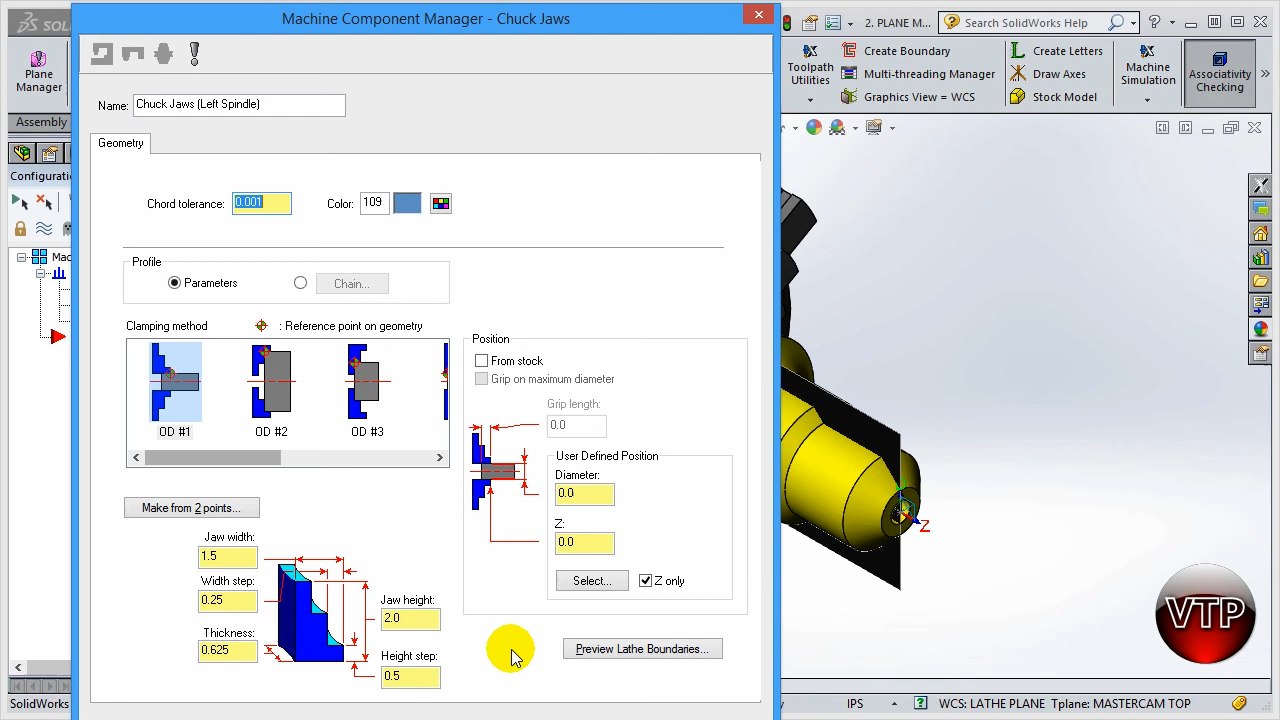 SOL
Machine Component Manager - Chuck Jaws
2. PLANE M...
Search SolidWorks Help
Plane
Manager
Toolpath
Utilities
Create Boundary
Multi-threading Manager
Graphics View = WCS
Create Letters
Draw Axes
Stock Model
Machine
Simulation
Associativity
Checking
Assembly
Name:
Chuck Jaws (Left Spindle)
Geometry
Configuratio
Mac
Chord tolerance:
0.001
Color:
109
Profile
Parameters
Chain...
Clamping method
: Reference point on geometry
OD #1
OD #2
OD #3
Position
From stock
Grip on maximum diameter
Grip length:
0.0
User Defined Position
Diameter:
0.0
Z:
0.0
Select...
Z only
Make from 2 points...
Jaw width:
1.5
Width step:
0.25
Thickness:
0.625
Jaw height:
2.0
Height step:
0.5
Preview Lathe Boundaries...
Z
VTP
SolidWorks
IPS
WCS: LATHE PLANE Tplane: MASTERCAM TOP